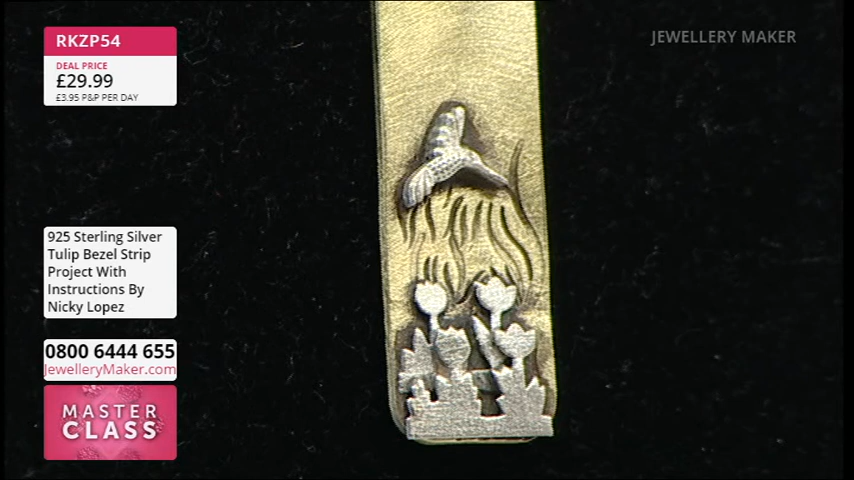 RKZP54
DEAL PRICE
£29.99
£3.95 P&P PER DAY
JEWELLERY MAKER
925 Sterling Silver
Tulip Bezel Strip
Project With
Instructions By
Nicky Lopez
0800 6444 655
JewelleryMaker.com
MASTER
CLASS